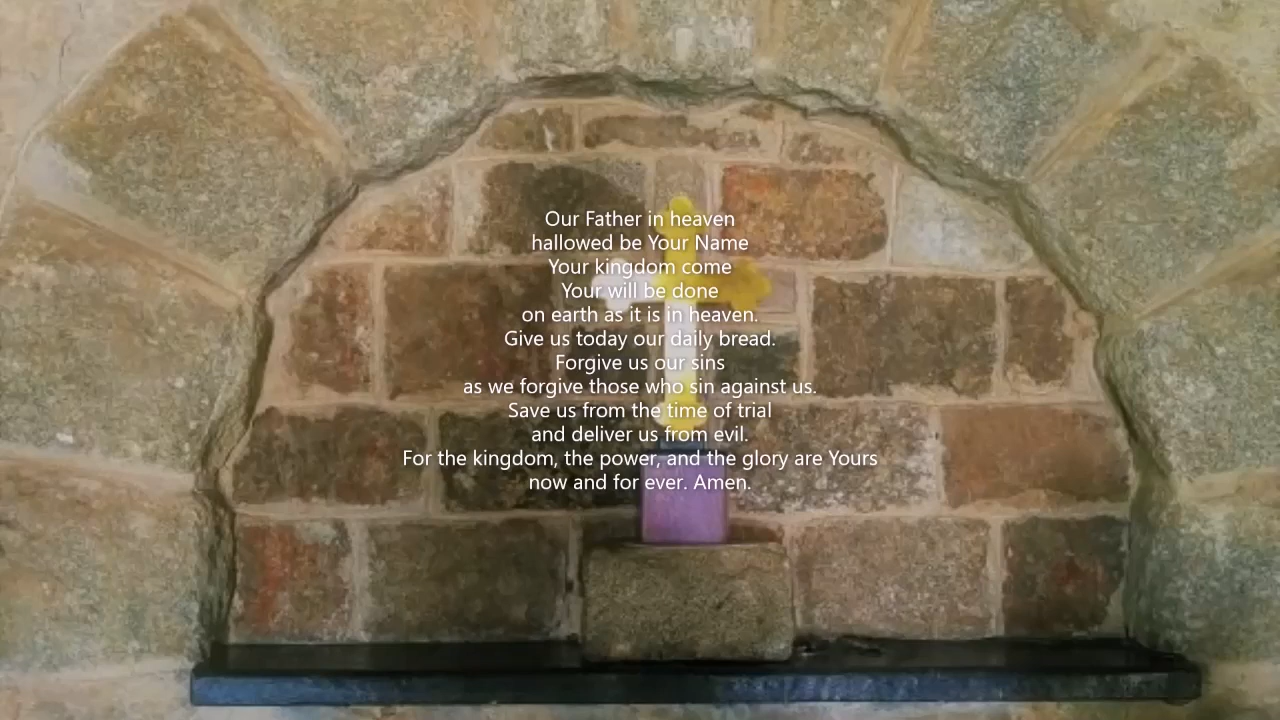 Our Father in heaven
hallowed be Your Name
Your kingdom come
Your will be done
on earth as it is in heaven.
Give us today our daily bread.
Forgive us our sins
as we forgive those who sin against us.
Save us from the time of trial
and deliver us from evil.
For the kingdom, the power, and the glory are Yours
now and for ever. Amen.